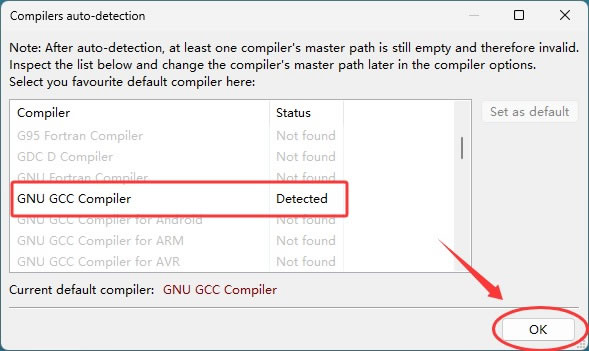 Compilers auto-detection
Note: After auto-detection, at least one compiler's master path is still empty and therefore invalid.
Inspect the list below and change the compiler's master path later in the compiler options.
Select you favourite default compiler here:
Compiler Status
Set as default
G95 Fortran Compiler Not found
GDC D Compiler Not found
GNU Fortran Compiler Not found
GNU GCC Compiler Detected
GNU GCC Compiler for Android Not found
GNU GCC Compiler for ARM Not found
GNU GCC Compiler for AVR Not found
Current default compiler: GNU GCC Compiler
OK